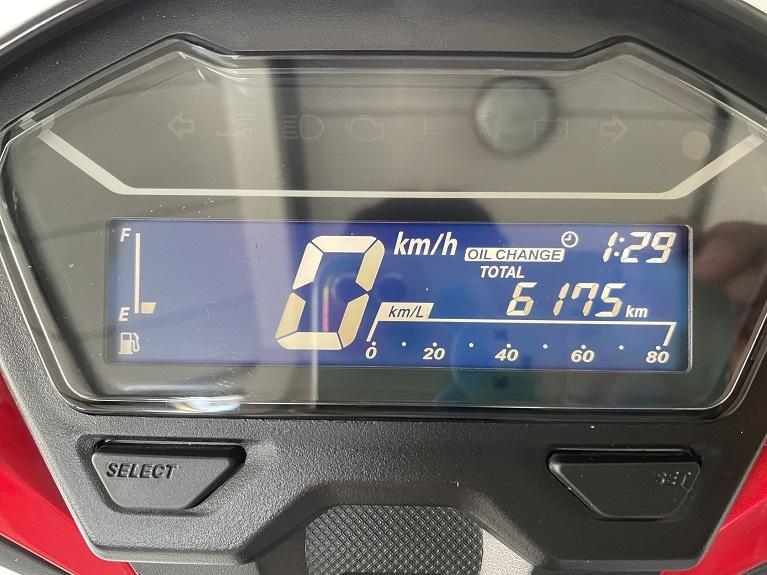 F
E
0 km/h
OIL CHANGE
1:29
TOTAL
6175 km
km/L
0 20 40 60 80
SELECT
SET